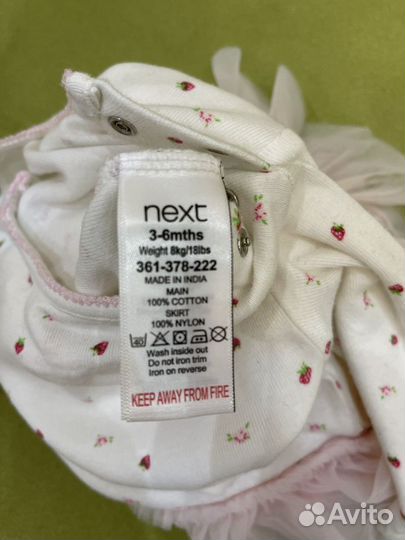 next
3-6mths
Weight 8kg/18lbs
361-378-222
MADE IN INDIA
MAIN
100% COTTON
SKIRT
100% NYLON
40
Wash inside out
Do not iron trim
Iron on reverse
KEEP AWAY FROM FIRE
Avito